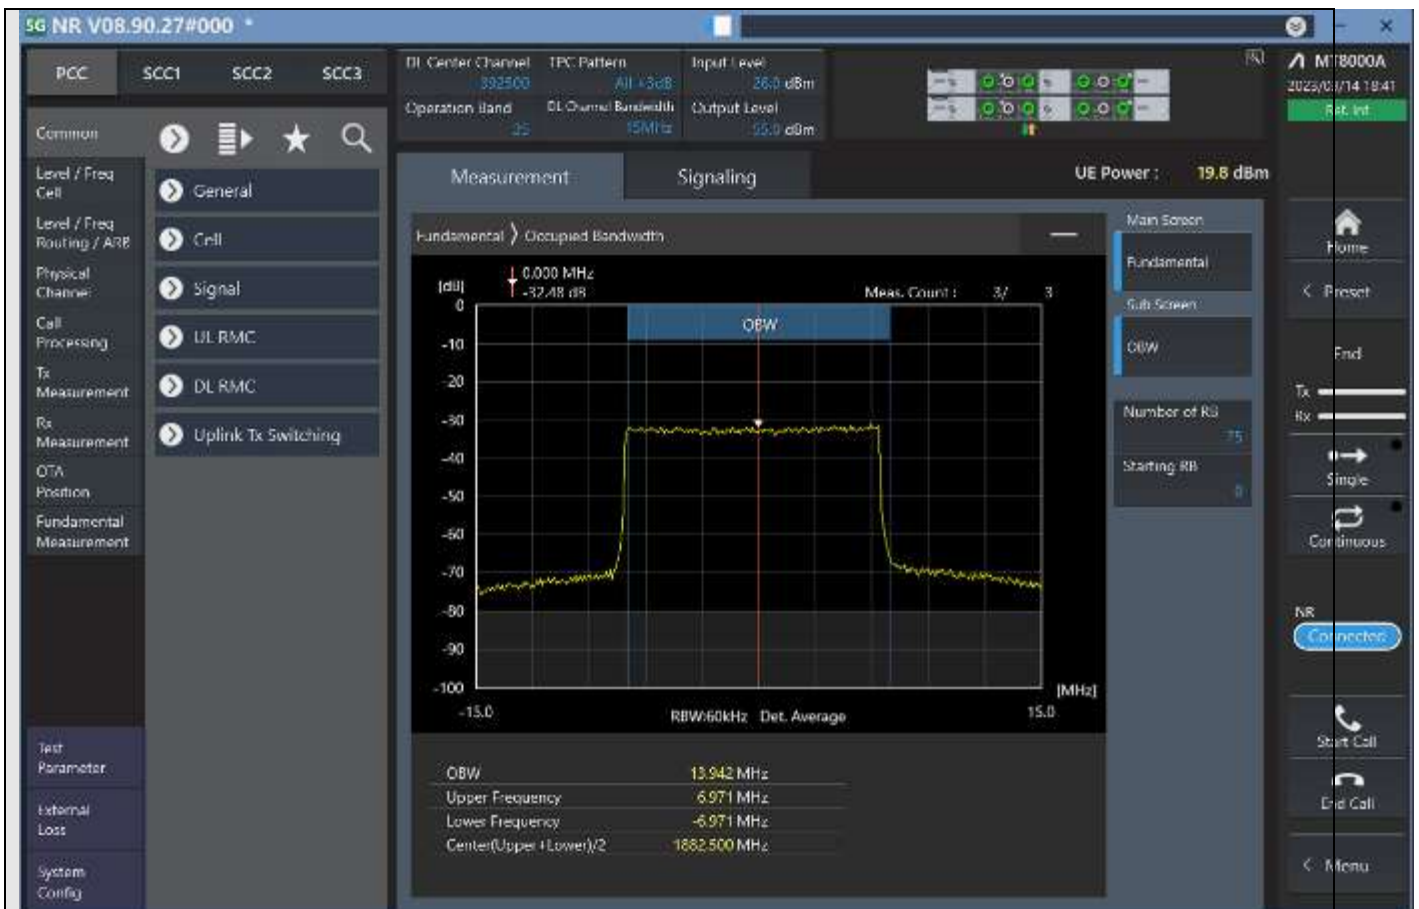 SG NR V08.90.27#000 *
PCC SCC1 SCC2 SCC3
DL Center Channel TPC Pattern Input Level
392500 All +3dB 26.0 dBm
Operation Band DL Channel Bandwidth Output Level
25 15MHz -55.0 dBm
MT8000A
18:41
Common
Level / Freq
Cell
Level / Freq
Routing / ARB
Physical
Channel
Call
Processing
Tx
Measurement
Rx
Measurement
OTA
Position
Fundamental
Measurement
Test
Parameter
External
Loss
System
Config
General
Cell
Signal
UL RMC
DL RMC
Uplink Tx Switching
Measurement Signaling
UE Power : 19.8 dBm
Fundamental Occupied Bandwidth
0.000 MHz
[dB] -32.48 dB Meas. Count : 3/ 3
OBW
0
-10
-20
-30
-40
-50
-60
-70
-80
-90
-100
[MHz]
-15.0 RBW:60kHz Det. Average 15.0
OBW 13.942 MHz
Upper Frequency 6.971 MHz
Lower Frequency -6.971 MHz
Center(Upper+Lower)/2 1882.500 MHz
Main Screen
Fundamental
Sub Screen
OBW
Number of RB
75
Starting RB
0
Home
< Preset
End
Tx
Rx
Single
Continuous
NR
Connected
Start Call
End Call
< Menu